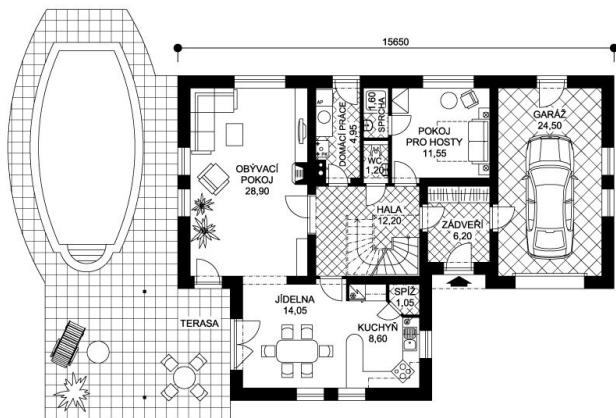 15650
GARÁŽ
24,50
1,60
SPRCHA
DOMÁCÍ PRÁCE
4,95
POKOJ
PRO HOSTY
11,55
OBÝVACÍ
POKOJ
28,90
WC
1,20
HALA
12,20
ZÁDVEŘÍ
6,20
JÍDELNA
14,05
SPÍŽ
1,05
KUCHYŇ
8,60
TERASA